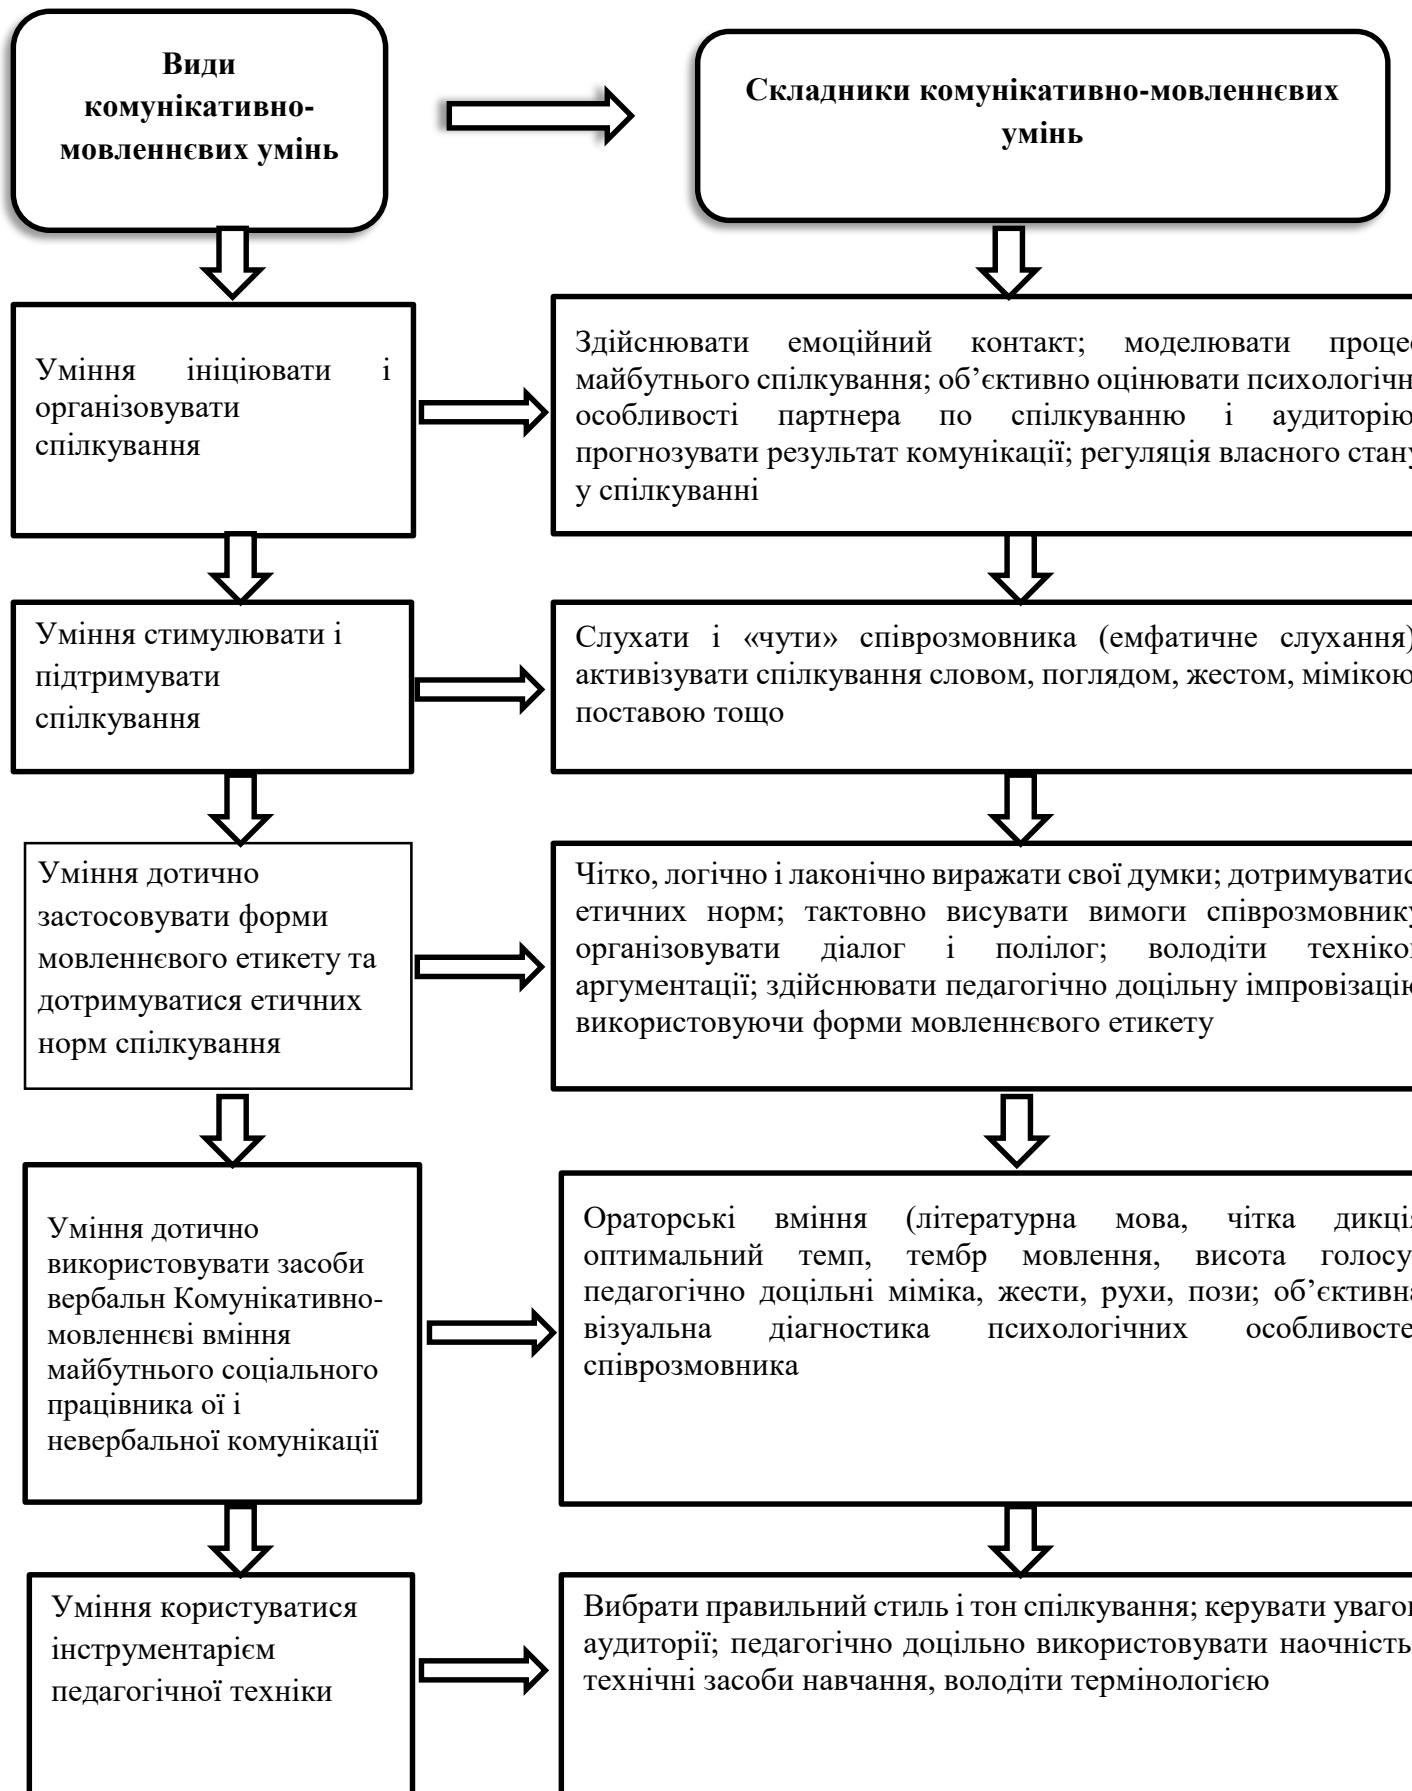 Види
комунікативно-
мовленнєвих умінь
Складники комунікативно-мовленнєвих
умінь
Уміння ініціювати і
організовувати
спілкування
Здійснювати емоційний контакт; моделювати процес
майбутнього спілкування; об’єктивно оцінювати психологічн
особливості партнера по спілкуванню і аудиторію
прогнозувати результат комунікації; регуляція власного стану
у спілкуванні
Уміння стимулювати і
підтримувати
спілкування
Слухати і «чути» співрозмовника (емфатичне слухання)
активізувати спілкування словом, поглядом, жестом, мімікою
поставою тощо
Уміння дотично
застосовувати форми
мовленнєвого етикету та
дотримуватися етичних
норм спілкування
Чітко, логічно і лаконічно виражати свої думки; дотримуватис
етичних норм; тактовно висувати вимоги співрозмовнику
організовувати діалог і полілог; володіти техніко
аргументації; здійснювати педагогічно доцільну імпровізацію
використовуючи форми мовленнєвого етикету
Уміння дотично
використовувати засоби
вербальн Комунікативно-
мовленнєві вміння
майбутнього соціального
працівника ої і
невербальної комунікації
Ораторські вміння (літературна мова, чітка дикція
оптимальний темп, тембр мовлення, висота голосу
педагогічно доцільні міміка, жести, рухи, пози; об’єктивна
візуальна діагностика психологічних особливосте
співрозмовника
Уміння користуватися
інструментарієм
педагогічної техніки
Вибрати правильний стиль і тон спілкування; керувати увагою
аудиторії; педагогічно доцільно використовувати наочність
технічні засоби навчання, володіти термінологією